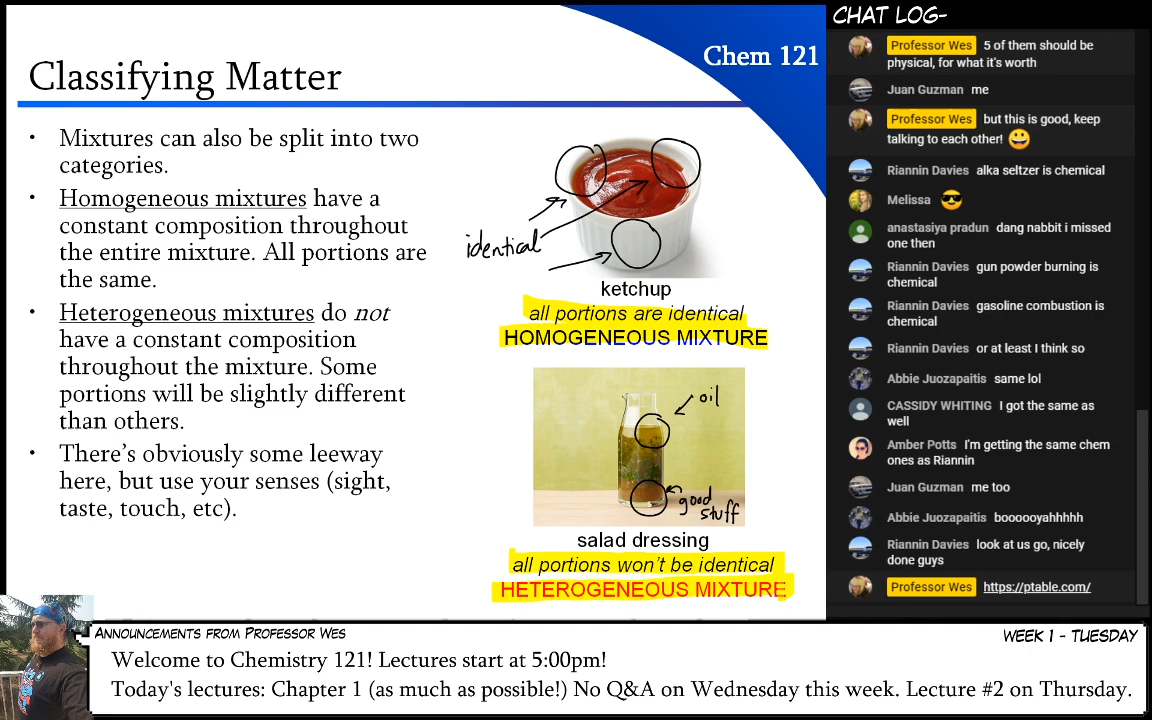 Chem 121
Classifying Matter
• Mixtures can also be split into two
categories.
• Homogeneous mixtures have a
constant composition throughout
the entire mixture. All portions are
the same.
• Heterogeneous mixtures do not
have a constant composition
throughout the mixture. Some
portions will be slightly different
than others.
• There's obviously some leeway
here, but use your senses (sight,
taste, touch, etc).
identical
ketchup
all portions are identical
HOMOGENEOUS MIXTURE
oil
good
stuff
salad dressing
all portions won't be identical
HETEROGENEOUS MIXTURE
CHAT LOG-
Professor Wes 5 of them should be
physical, for what it's worth
Juan Guzman me
Professor Wes but this is good, keep
talking to each other! 😀
Riannin Davies alka seltzer is chemical
Melissa 😎
anastasiya pradun dang nabbit i missed
one then
Riannin Davies gun powder burning is
chemical
Riannin Davies gasoline combustion is
chemical
Riannin Davies or at least I think so
Abbie Juozapaitis same lol
CASSIDY WHITING I got the same as
well
Amber Potts I'm getting the same chem
ones as Riannin
Juan Guzman me too
Abbie Juozapaitis boooooyahhhhh
Riannin Davies look at us go, nicely
done guys
Professor Wes https://ptable.com/
ANNOUNCEMENTS FROM PROFESSOR WES
WEEK 1 - TUESDAY
Welcome to Chemistry 121! Lectures start at 5:00pm!
Today's lectures: Chapter 1 (as much as possible!) No Q&A on Wednesday this week. Lecture #2 on Thursday.